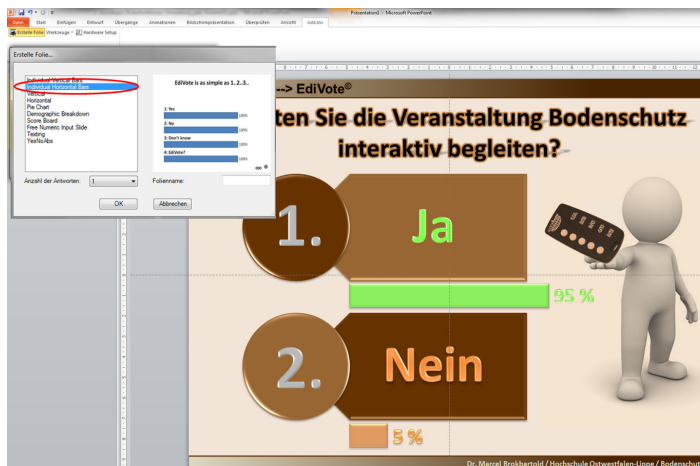 Präsentation1 - Microsoft PowerPoint
Datei Start Einfügen Entwurf Übergänge Animationen Bildschirmpräsentation Überprüfen Ansicht Add-Ins
Erstelle Folie Werkzeuge Hardware Setup
Erstelle Folie...
Individual Vertical Bars
Individual Horizontal Bars
Vertical
Horizontal
Pie Chart
Demographic Breakdown
Score Board
Free Numeric Input Slide
Texting
YesNoAbs
EdiVote is as simple as 1..2..3..
1: Yes
100%
2: No
100%
3: Don't know
100%
4: EdiVote?
100%
Anzahl der Antworten: 1
Folienname:
OK
Abbrechen
--> EdiVote®
ten Sie die Veranstaltung Bodenschutz
interaktiv begleiten?
1.
Ja
95 %
2.
Nein
5 %
Dr. Marcel Brokbartold / Hochschule Ostwestfalen-Lippe / Bodenschut